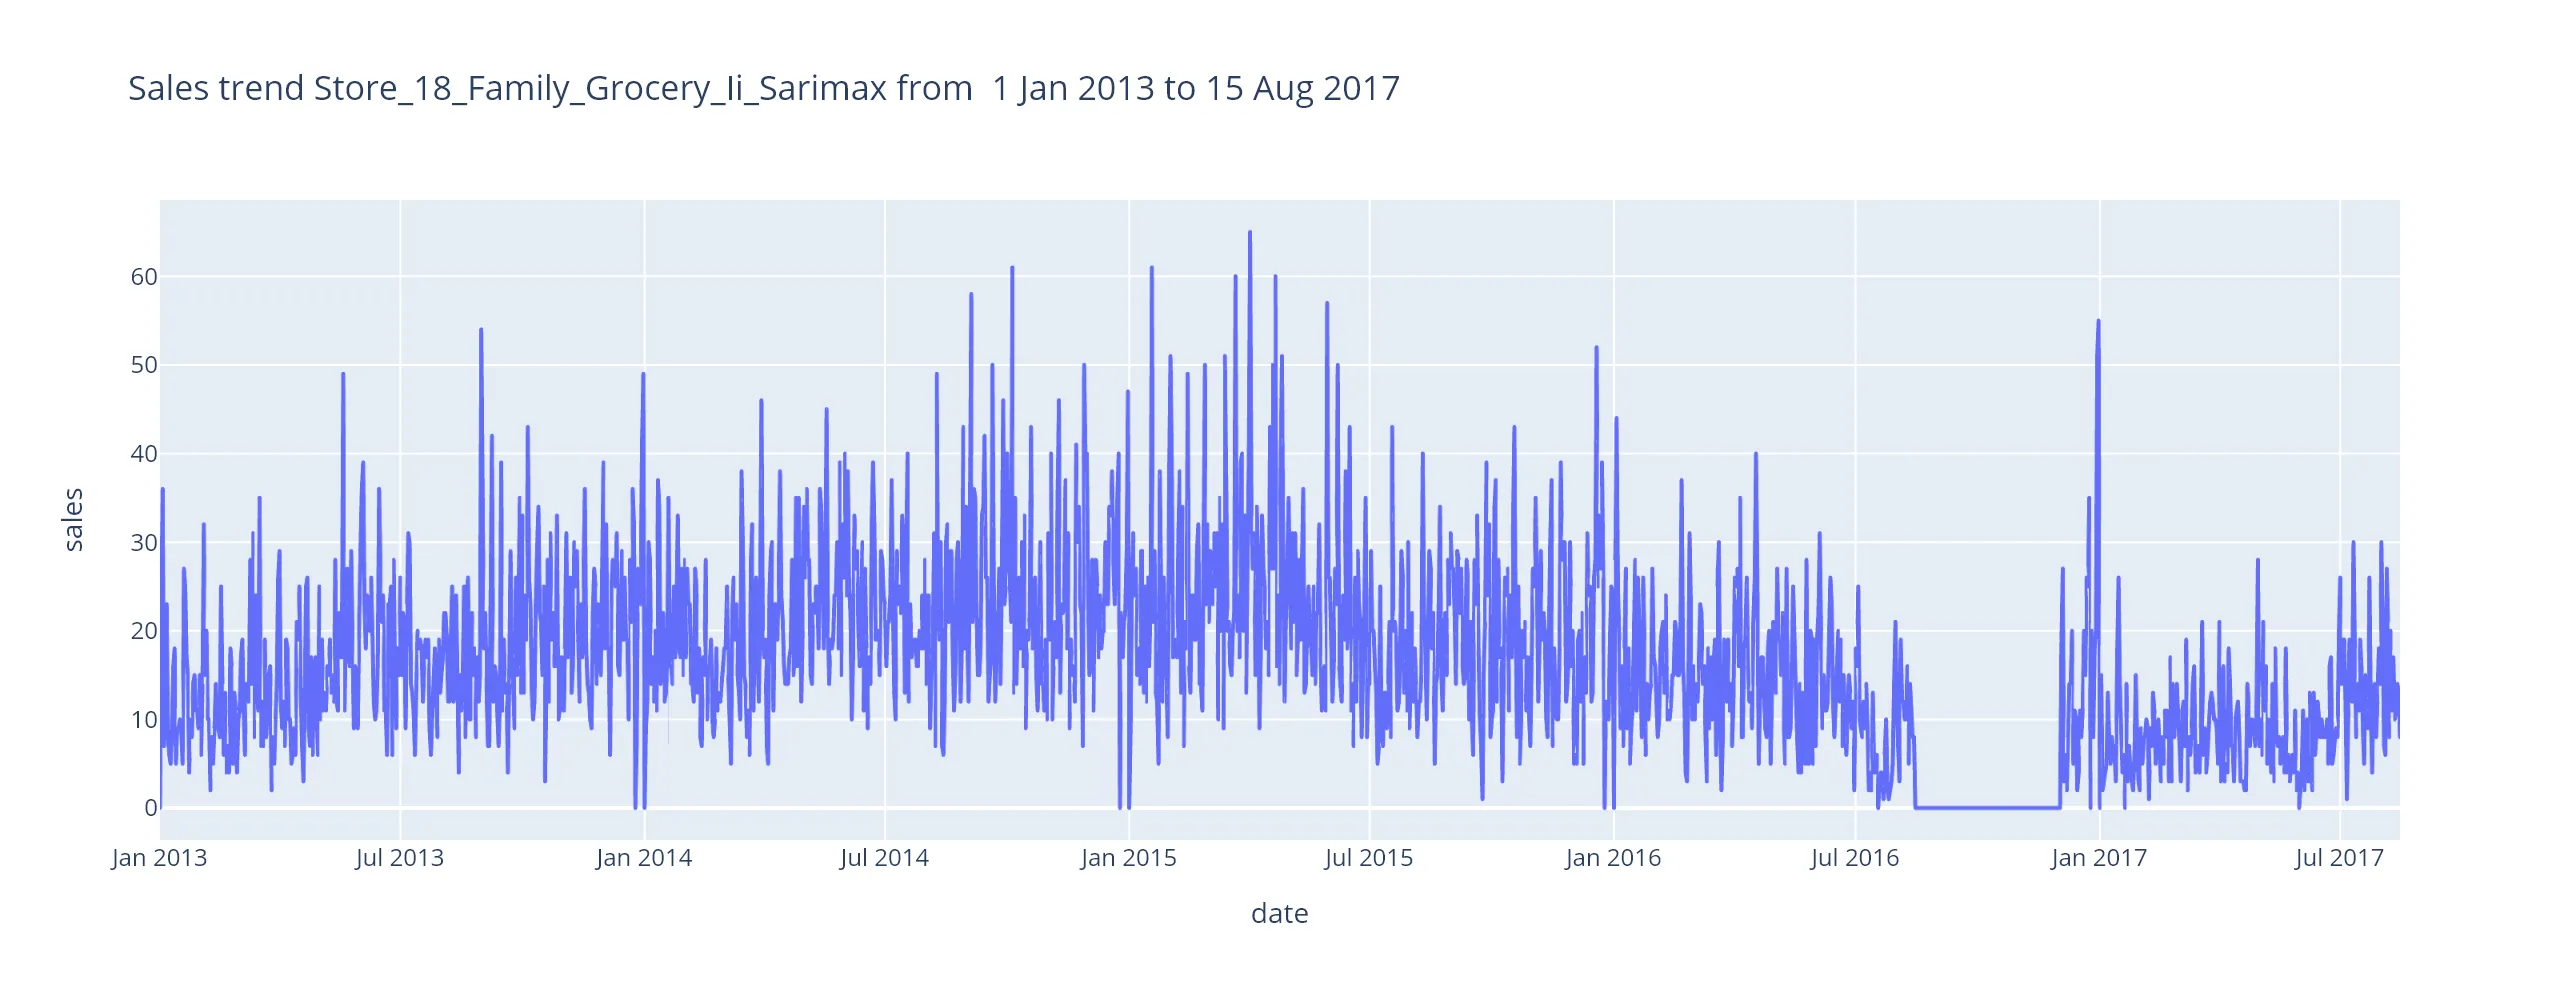 Sales trend Store_18_Family_Grocery_Ii_Sarimax from  1 Jan 2013 to 15 Aug 2017
60
50
40
30
20
10
0
sales
Jan 2013 Jul 2013 Jan 2014 Jul 2014 Jan 2015 Jul 2015 Jan 2016 Jul 2016 Jan 2017 Jul 2017
date